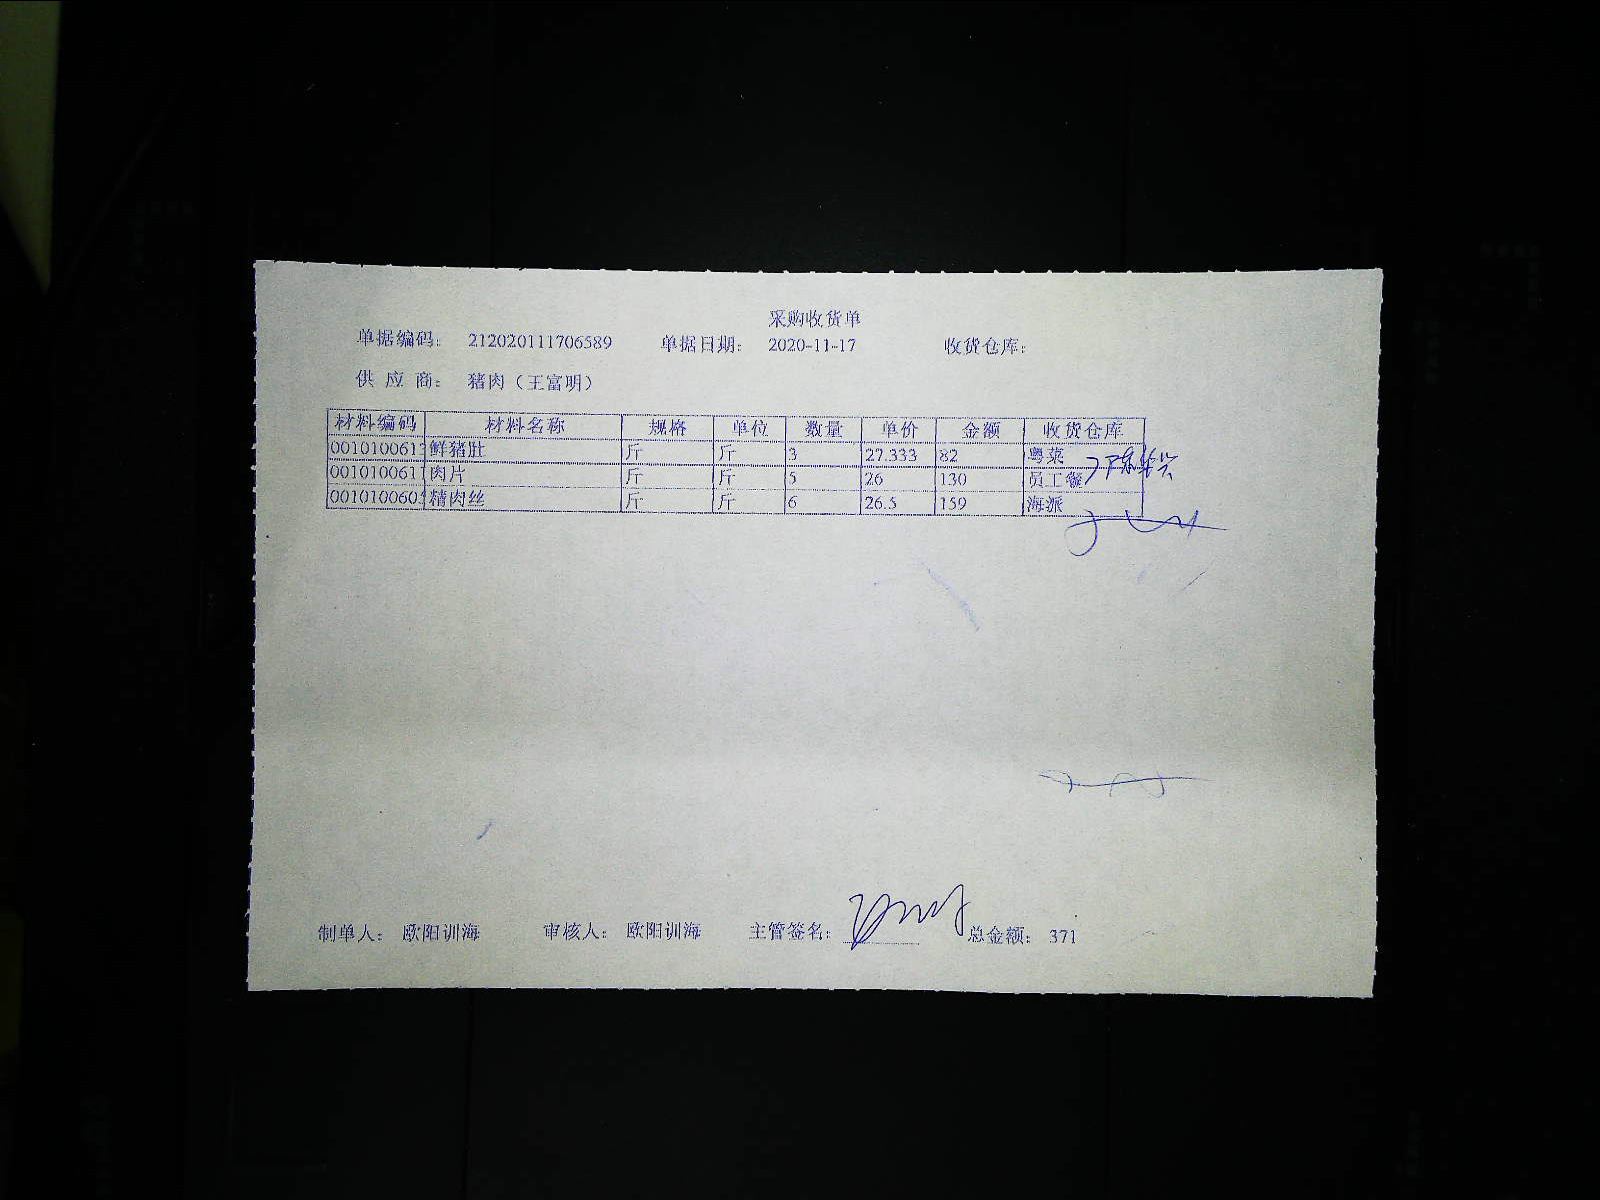 采购收货单
单据编码： 212020111706589 单据日期： 2020-11-17 收货仓库：
供 应 商： 猪肉（王富明）
材料编码 材料名称 规格 单位 数量 单价 金额 收货仓库
0010100613 鲜猪肚 斤 斤 3 27.333 82 粤菜
0010100611 肉片 斤 斤 5 26 130 员工餐
001010060 精肉丝 斤 斤 6 26.5 159 海派
制单人： 欧阳训海 审核人： 欧阳训海 主管签名： 总金额： 371